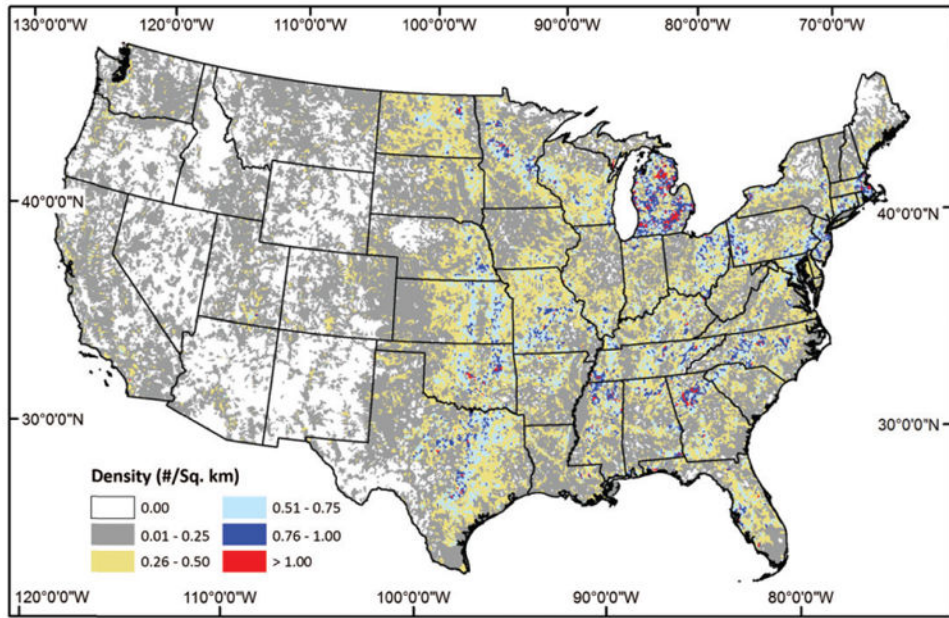 130°0'0"W 120°0'0"W 110°0'0"W 100°0'0"W 90°0'0"W 80°0'0"W 70°0'0"W
40°0'0"N 40°0'0"N
30°0'0"N 30°0'0"N
Density (#/Sq. km)
0.00 0.51 - 0.75
0.01 - 0.25 0.76 - 1.00
0.26 - 0.50 > 1.00
120°0'0"W 110°0'0"W 100°0'0"W 90°0'0"W 80°0'0"W